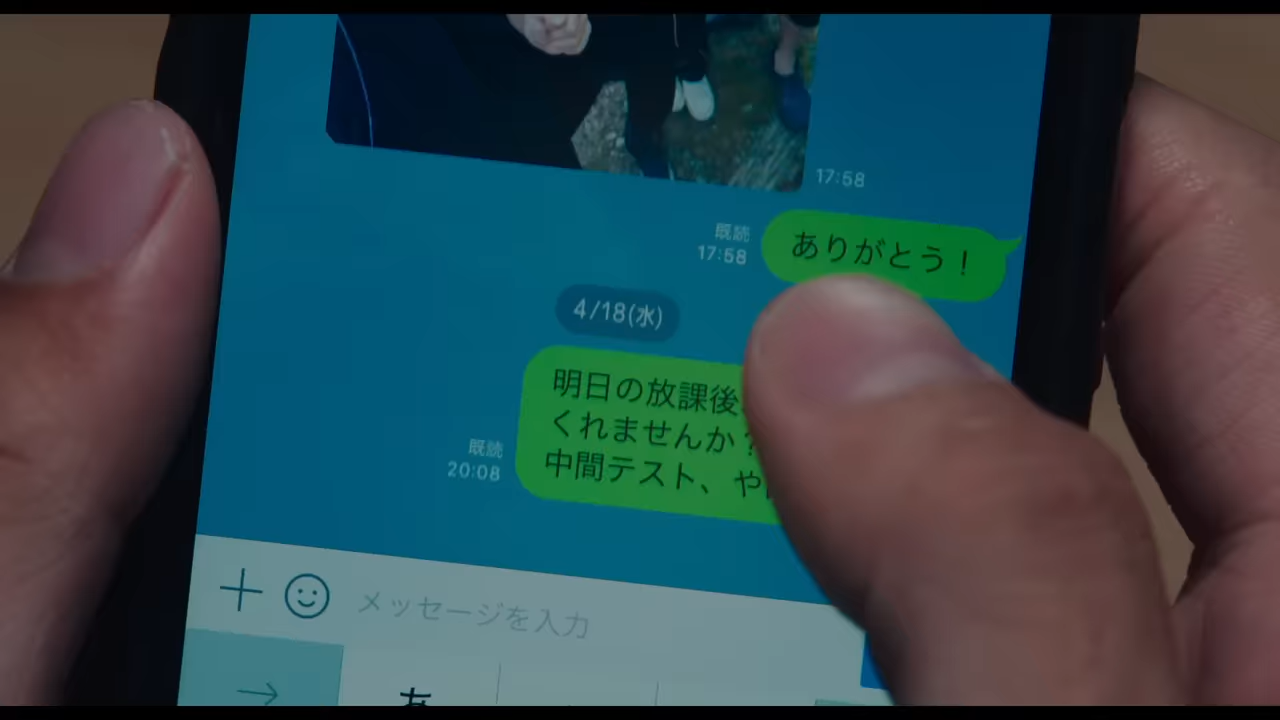 17:58
既読
17:58
ありがとう！
4/18(水)
明日の放課後
くれませんか？
中間テスト、や
既読
20:08
メッセージを入力
→
あ